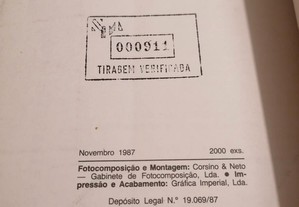 000911
TIRAGEM VERIFICADA
Novembro 1987 2000 exs.
Fotocomposição e Montagem: Corsino & Neto
— Gabinete de Fotocomposição, Lda. ● Im-
pressão e Acabamento: Gráfica Imperial, Lda.
Depósito Legal N.º 19.069/87